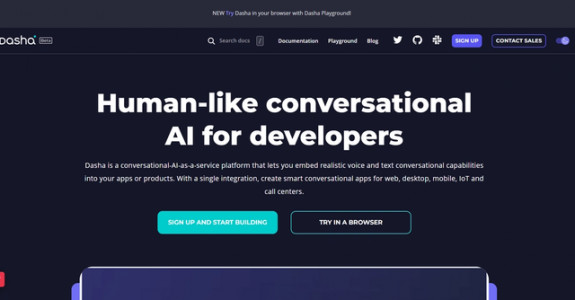 NEW Try Dasha in your browser with Dasha Playground!
Dasha Beta
Search docs /
Documentation
Playground
Blog
SIGN UP
CONTACT SALES
Human-like conversational
AI for developers
Dasha is a conversational-AI-as-a-service platform that lets you embed realistic voice and text conversational capabilities
into your apps or products. With a single integration, create smart conversational apps for web, desktop, mobile, IoT and
call centers.
SIGN UP AND START BUILDING
TRY IN A BROWSER